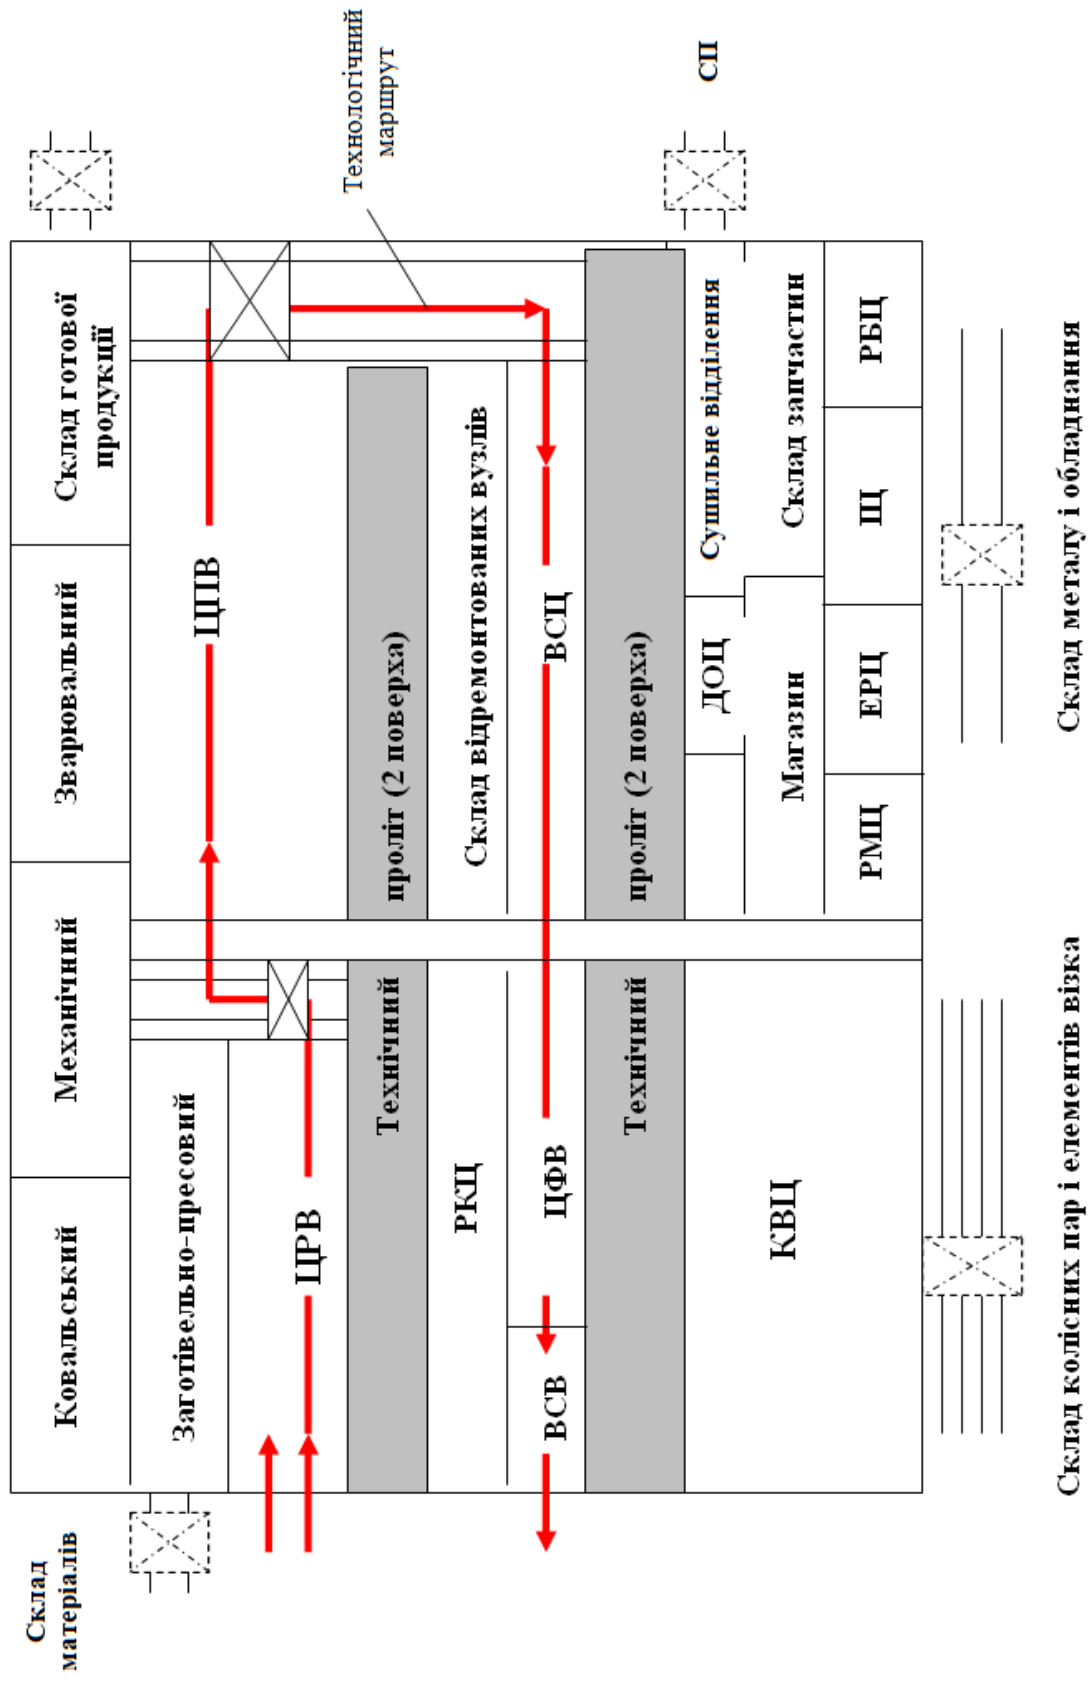 Склад
матеріалів
Ковальський
Механічний
Зварювальний
Склад готової
продукції
Заготівельно-пресовий
ЦПВ
ЦРВ
Технологічний
маршрут
Технічний
проліт (2 поверха)
РКЦ
Склад відремонтованих вузлів
ВСВ
ЦФВ
ВСЦ
Технічний
проліт (2 поверха)
ДОЦ
Сушильне відділення
СП
КВЦ
Магазин
Склад запчастин
РМЦ
ЕРЦ
ІЦ
РБЦ
Склад колісних пар і елементів візка
Склад металу і обладнання